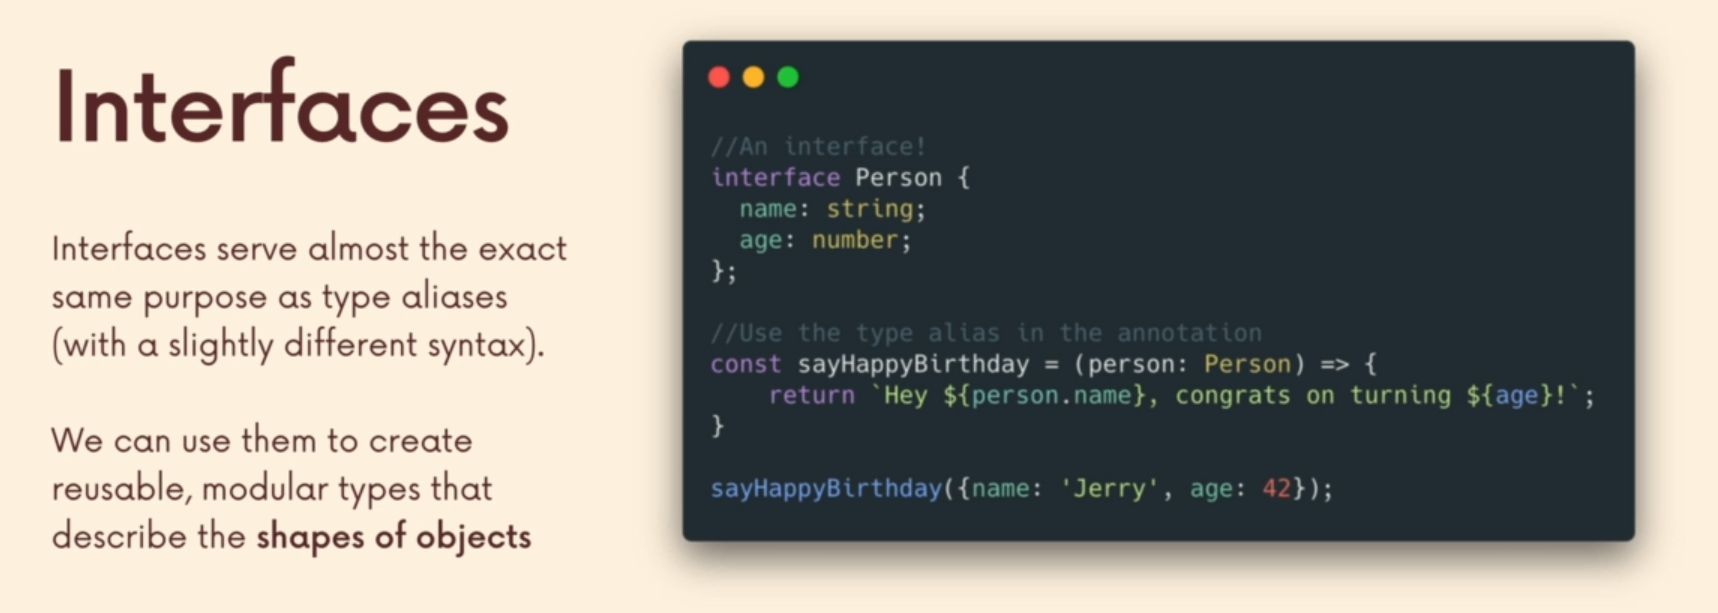 Interfaces
Interfaces serve almost the exact
same purpose as type aliases
(with a slightly different syntax).
We can use them to create
reusable, modular types that
describe the shapes of objects
//An interface!
interface Person {
  name: string;
  age: number;
};
//Use the type alias in the annotation
const sayHappyBirthday = (person: Person) => {
    return `Hey ${person.name}, congrats on turning ${age}!`;
}
sayHappyBirthday({name: 'Jerry', age: 42});